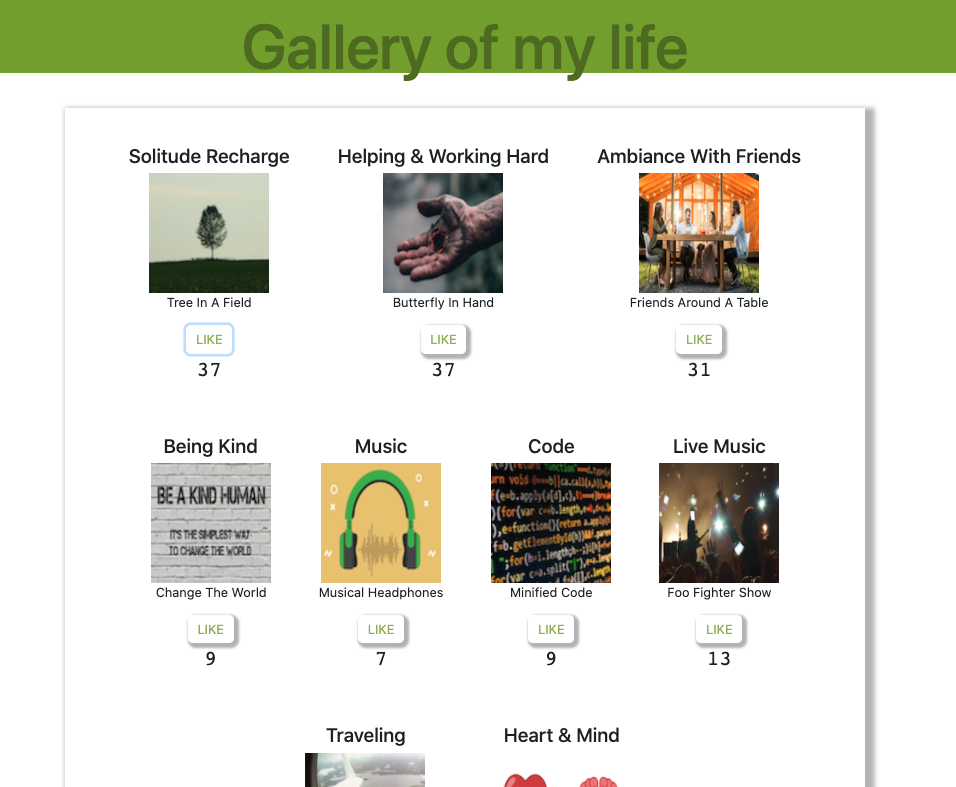 Gallery of my life
Solitude Recharge
Helping & Working Hard
Ambiance With Friends
Tree In A Field
Butterfly In Hand
Friends Around A Table
LIKE
LIKE
LIKE
37
37
31
Being Kind
Music
Code
Live Music
BE A KIND HUMAN
IT'S THE SIMPLEST WAY
TO CHANGE THE WORLD
Change The World
Musical Headphones
Minified Code
Foo Fighter Show
LIKE
LIKE
LIKE
LIKE
9
7
9
13
Traveling
Heart & Mind